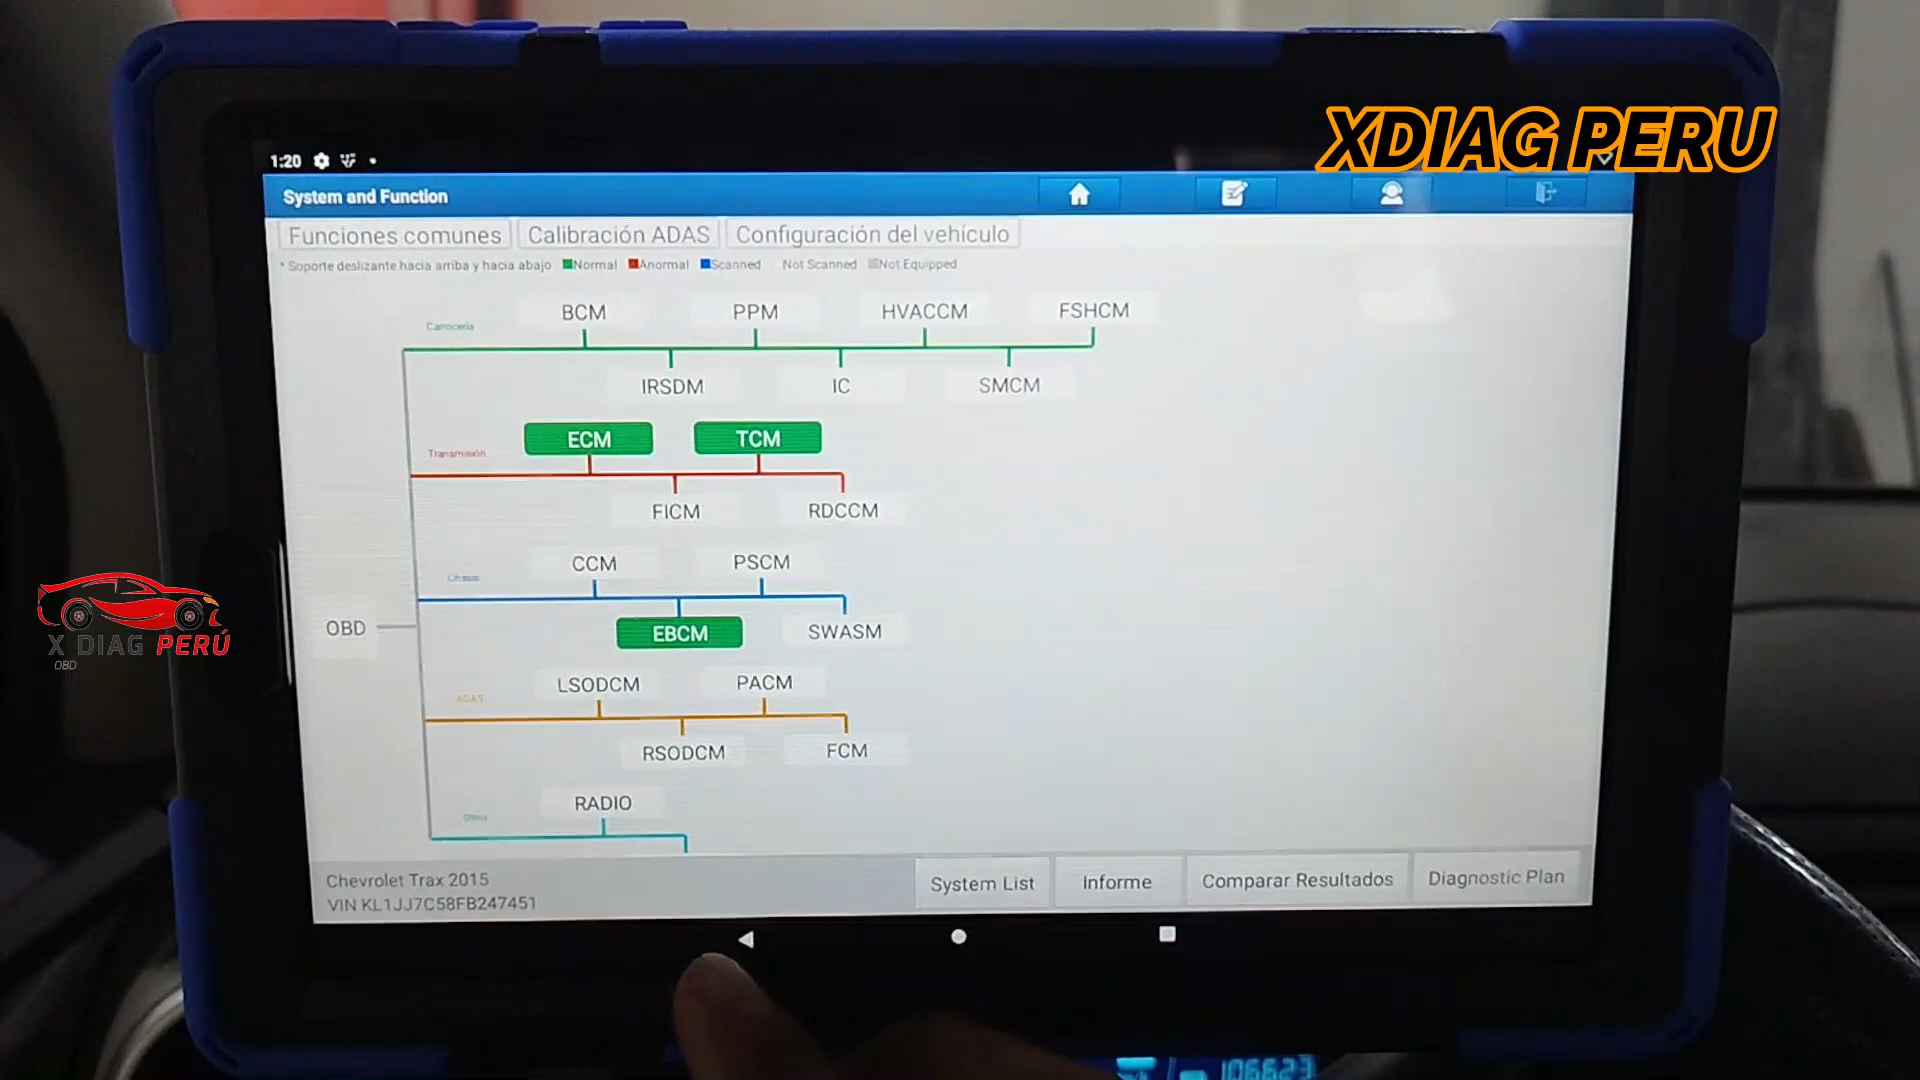 XDIAG PERU
1:20
System and Function
Funciones comunes
Calibración ADAS
Configuración del vehículo
* Soporte deslizante hacia arriba y hacia abajo
Normal
Anormal
Scanned
Not Scanned
Not Equipped
BCM
PPM
HVACCM
FSHCM
Carrocería
IRSDM
IC
SMCM
ECM
TCM
Transmisión
FICM
RDCCM
CCM
PSCM
Chasis
OBD
EBCM
SWASM
X DIAG PERÚ
OBD
LSODCM
PACM
ADAS
RSODCM
FCM
RADIO
Chevrolet Trax 2015
VIN KL1JJ7C58FB247451
System List
Informe
Comparar Resultados
Diagnostic Plan
106623